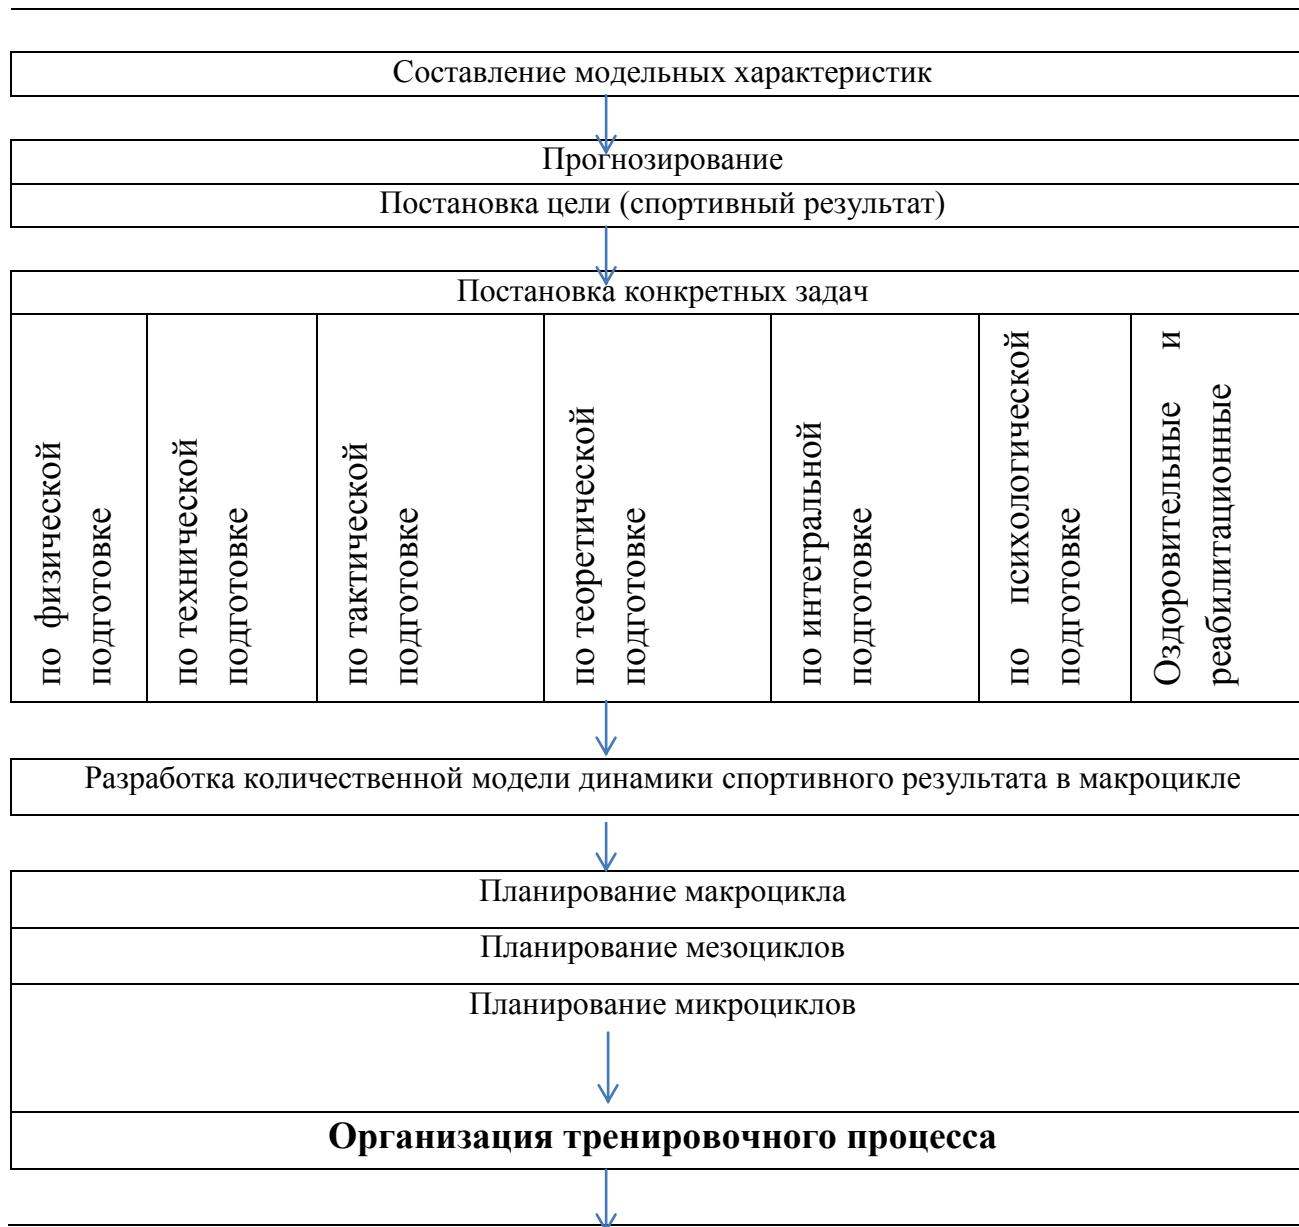 Составление модельных характеристик
Прогнозирование
Постановка цели (спортивный результат)
Постановка конкретных задач
по физической
подготовке
по технической
подготовке
по тактической
подготовке
по теоретической
подготовке
по интегральной
подготовке
по психологической
подготовке
Оздоровительные и
реабилитационные
Разработка количественной модели динамики спортивного результата в макроцикле
Планирование макроцикла
Планирование мезоциклов
Планирование микроциклов
Организация тренировочного процесса